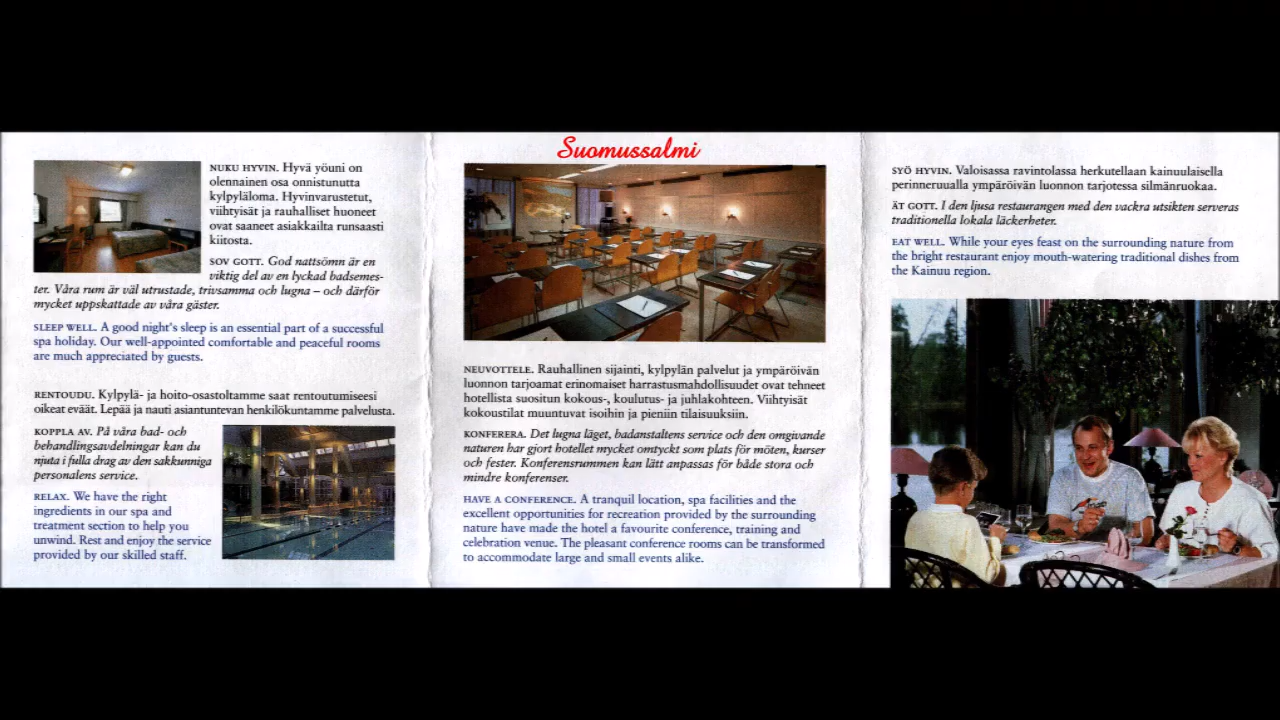 Suomussalmi
NUKU HYVIN. Hyvä yöuni on
olennainen osa onnistunutta
kylpyläloma. Hyvinvarustetut,
viihtyisät ja rauhalliset huoneet
ovat saaneet asiakkailta runsaasti
kiitosta.
SOV GOTT. God nattsömn är en
viktig del av en lyckad badsemes-
ter. Våra rum är väl utrustade, trivsamma och lugna – och därför
mycket uppskattade av våra gäster.
SLEEP WELL. A good night's sleep is an essential part of a successful
spa holiday. Our well-appointed comfortable and peaceful rooms
are much appreciated by guests.
RENTOUDU. Kylpylä- ja hoito-osastoltamme saat rentoutumiseesi
oikeat eväät. Lepää ja nauti asiantuntevan henkilökuntamme palvelusta.
KOPPLA AV. På våra bad- och
behandlingsavdelningar kan du
njuta i fulla drag av den sakkunniga
personalens service.
RELAX. We have the right
ingredients in our spa and
treatment section to help you
unwind. Rest and enjoy the service
provided by our skilled staff.
NEUVOTTELE. Rauhallinen sijainti, kylpylän palvelut ja ympäröivän
luonnon tarjoamat erinomaiset harrastusmahdollisuudet ovat tehneet
hotellista suositun kokous-, koulutus- ja juhlakohteen. Viihtyisät
kokoustilat muuntuvat isoihin ja pieniin tilaisuuksiin.
KONFERERA. Det lugna läget, badanstaltens service och den omgivande
naturen har gjort hotellet mycket omtyckt som plats för möten, kurser
och fester. Konferensrummen kan lätt anpassas för både stora och
mindre konferenser.
HAVE A CONFERENCE. A tranquil location, spa facilities and the
excellent opportunities for recreation provided by the surrounding
nature have made the hotel a favourite conference, training and
celebration venue. The pleasant conference rooms can be transformed
to accommodate large and small events alike.
SYÖ HYVIN. Valoisassa ravintolassa herkutellaan kainuulaisella
perinneruualla ympäröivän luonnon tarjotessa silmänruokaa.
ÄT GOTT. I den ljusa restaurangen med den vackra utsikten serveras
traditionella lokala läckerheter.
EAT WELL. While your eyes feast on the surrounding nature from
the bright restaurant enjoy mouth-watering traditional dishes from
the Kainuu region.